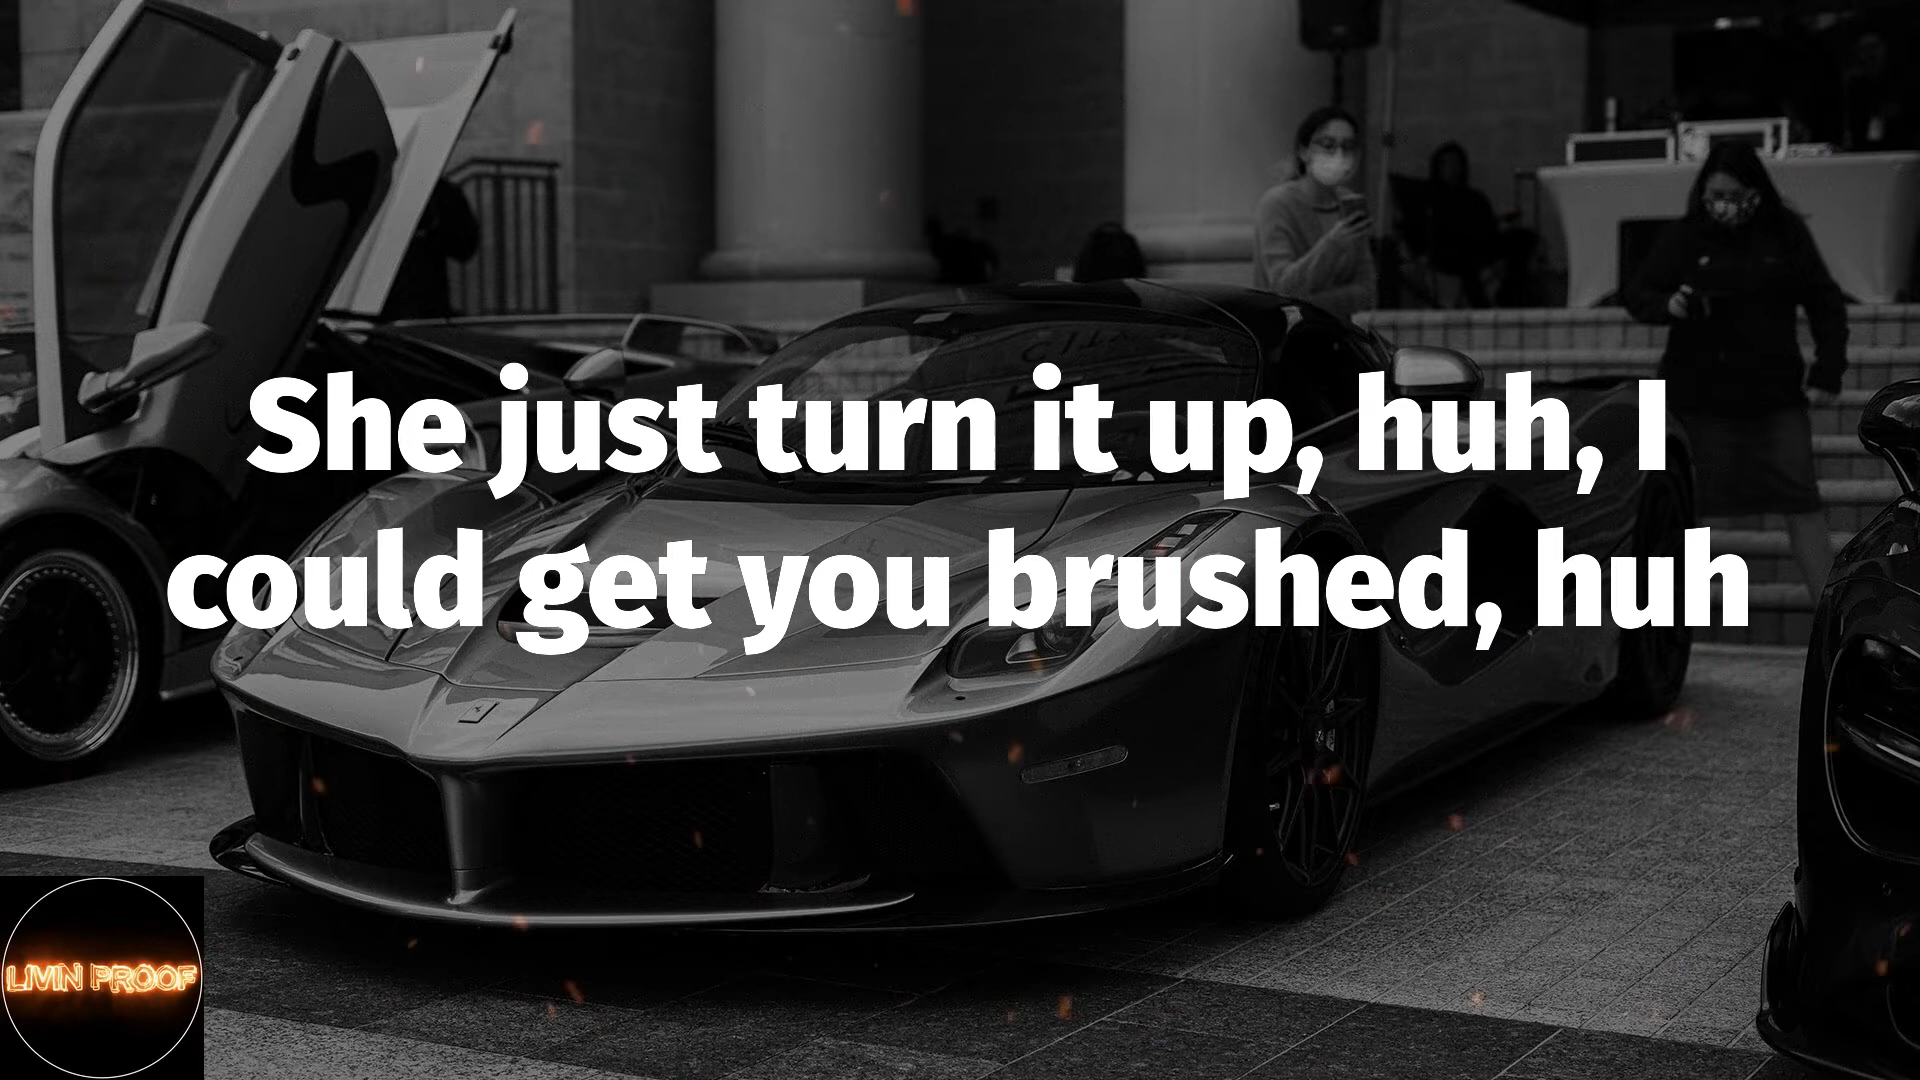 She just turn it up, huh, I
could get you brushed, huh
LIVIN PROOF